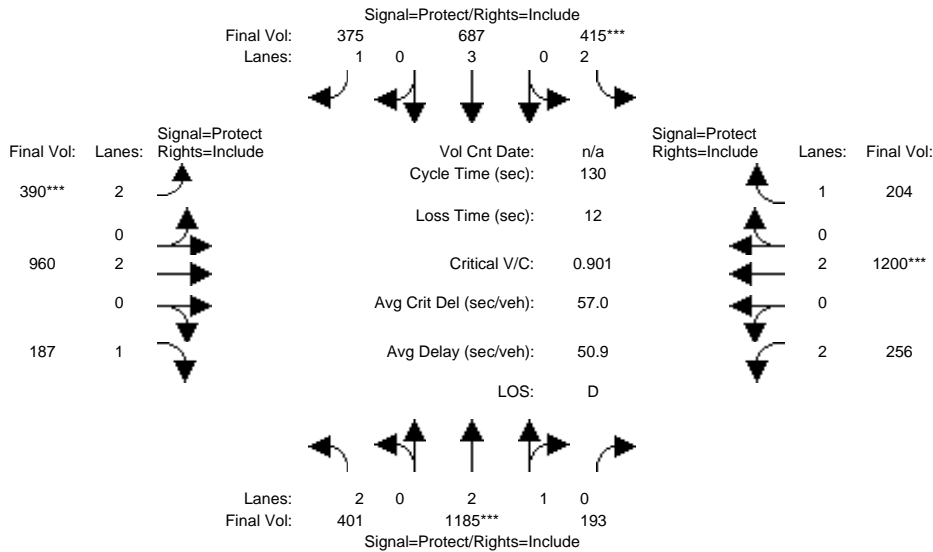 Signal=Protect/Rights=Include
Final Vol: 375 687 415***
Lanes: 1 0 3 0 2
Signal=Protect Signal=Protect
Final Vol: Lanes: Rights=Include Vol Cnt Date: n/a Rights=Include Lanes: Final Vol:
Cycle Time (sec): 130
390*** 2 1 204
Loss Time (sec): 12
0 0
960 2 Critical V/C: 0.901 2 1200***
0 Avg Crit Del (sec/veh): 57.0 0
187 1 Avg Delay (sec/veh): 50.9 2 256
LOS: D
Lanes: 2 0 2 1 0
Final Vol: 401 1185*** 193
Signal=Protect/Rights=Include